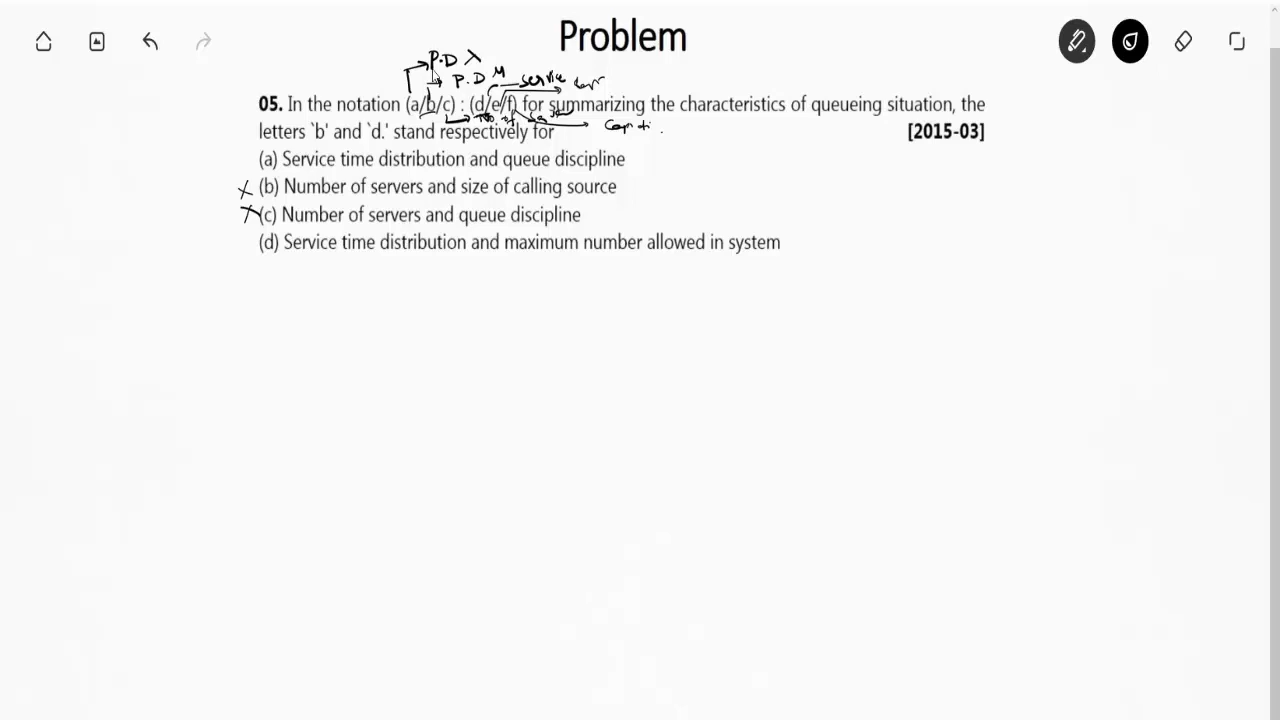 Problem
P.D λ
P.D M service
05. In the notation (a/b/c) : (d/e/f) for summarizing the characteristics of queueing situation, the
No. of
letters `b' and `d.' stand respectively for [2015-03]
(a) Service time distribution and queue discipline
X (b) Number of servers and size of calling source
X (c) Number of servers and queue discipline
(d) Service time distribution and maximum number allowed in system